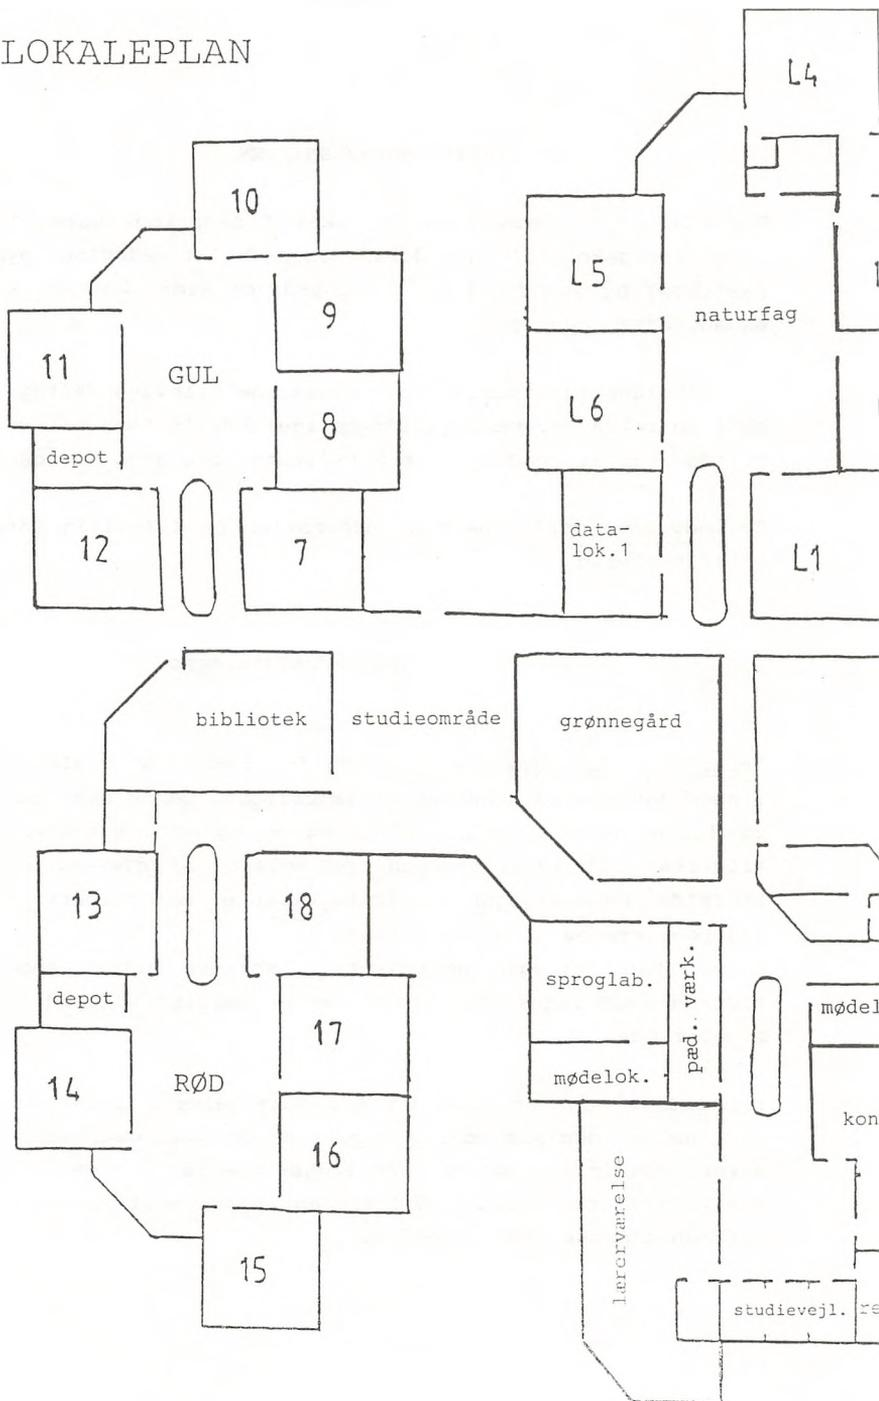 LOKALEPLAN
L4
10
L5
9
naturfag
11
GUL
L6
8
depot
data-
lok.1
12
7
L1
bibliotek
studieområde
grønnegård
13
18
sproglab.
pæd. værk.
depot
mødel
17
14
RØD
mødelok.
kon
16
lærerværelse
15
studievejl.
re